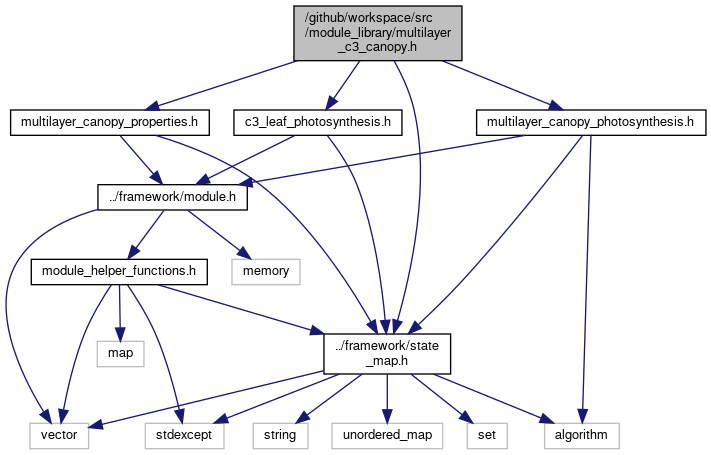 /github/workspace/src
/module_library/multilayer
_c3_canopy.h
multilayer_canopy_properties.h
c3_leaf_photosynthesis.h
multilayer_canopy_photosynthesis.h
../framework/module.h
module_helper_functions.h
memory
map
../framework/state
_map.h
vector
stdexcept
string
unordered_map
set
algorithm